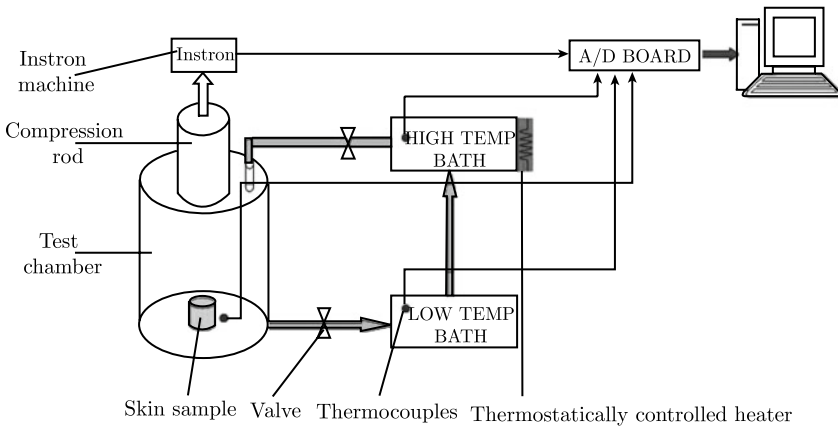 Instron
machine
Instron
A/D BOARD
Compression
rod
HIGH TEMP
BATH
Test
chamber
LOW TEMP
BATH
Skin sample
Valve
Thermocouples
Thermostatically controlled heater